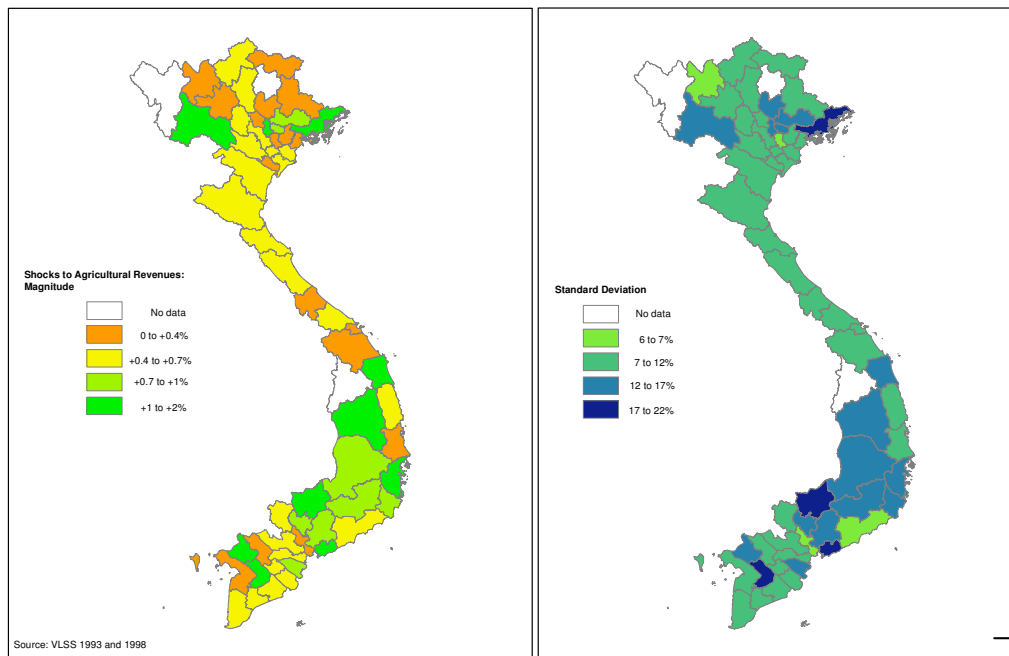 Shocks to Agricultural Revenues:
Magnitude
No data
0 to +0.4%
+0.4 to +0.7%
+0.7 to +1%
+1 to +2%
Source: VLSS 1993 and 1998
Standard Deviation
No data
6 to 7%
7 to 12%
12 to 17%
17 to 22%